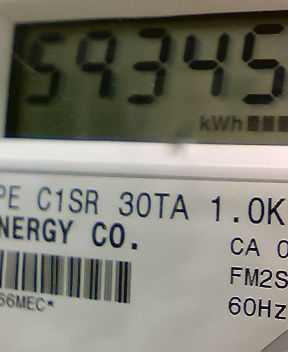 59345
kWh
PE C1SR 30TA 1.0K
NERGY CO.
CA 0
FM2S
66MEC*
60Hz